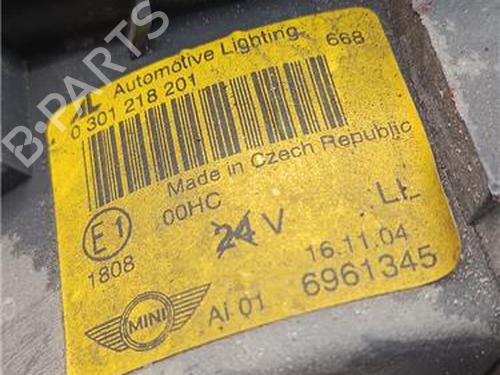 B-PARTS
AL Automotive Lighting 668
0 301 218 201
Made in Czech Republic
E1
00HC
1808
24 V
LL
16.11.04
MINI
AI 01
6961345